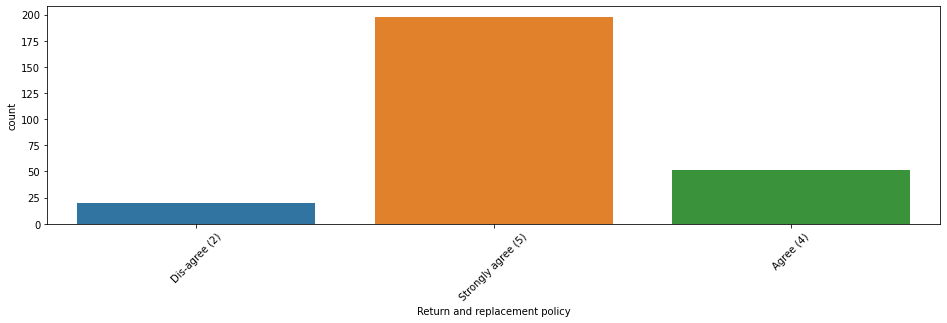 200
175
150
125
100
75
50
25
0
count
Dis-agree (2)
Strongly agree (5)
Agree (4)
Return and replacement policy